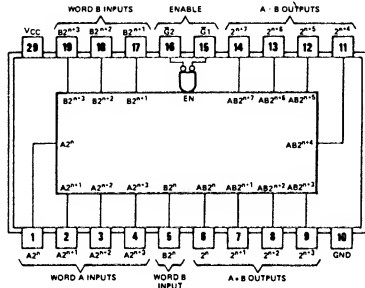 WORD B INPUTS ENABLE A · B OUTPUTS
VCC B2ⁿ⁺³ B2ⁿ⁺² B2ⁿ⁺¹ G̅2 G̅1 2ⁿ⁺⁷ 2ⁿ⁺⁶ 2ⁿ⁺⁵ 2ⁿ⁺⁴
20 19 18 17 16 15 14 13 12 11
B2ⁿ⁺³ B2ⁿ⁺² B2ⁿ⁺¹ EN AB2ⁿ⁺⁷ AB2ⁿ⁺⁶ AB2ⁿ⁺⁵
A2ⁿ AB2ⁿ⁺⁴
A2ⁿ⁺¹ A2ⁿ⁺² A2ⁿ⁺³ B2ⁿ AB2ⁿ AB2ⁿ⁺¹ AB2ⁿ⁺² AB2ⁿ⁺³
1 2 3 4 5 6 7 8 9 10
A2ⁿ A2ⁿ⁺¹ A2ⁿ⁺² A2ⁿ⁺³ B2ⁿ 2ⁿ 2ⁿ⁺¹ 2ⁿ⁺² 2ⁿ⁺³ GND
WORD A INPUTS WORD B A·B OUTPUTS
INPUT